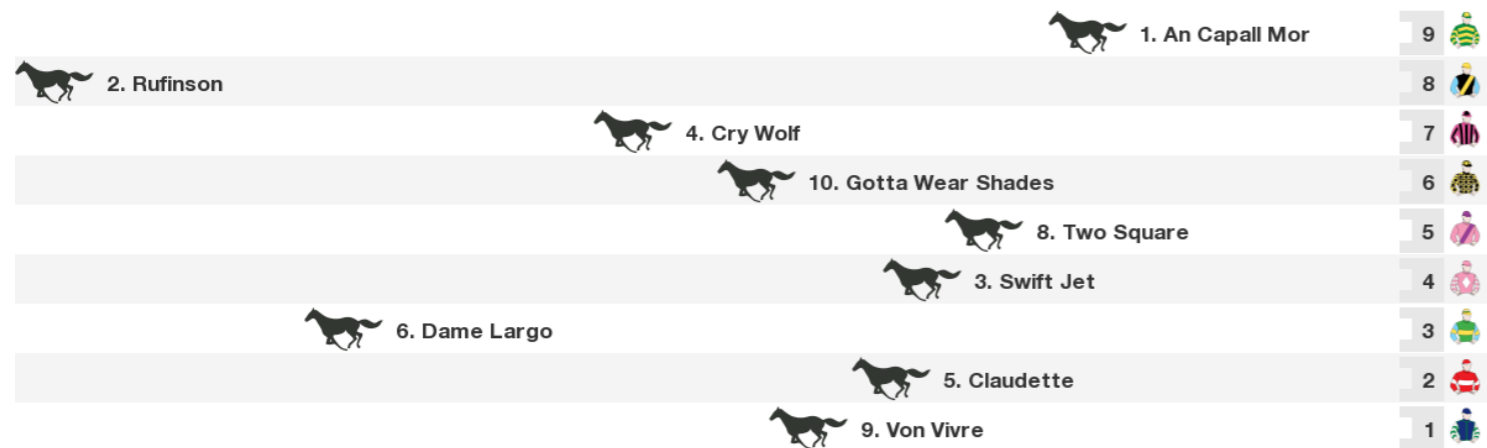 1. An Capall Mor 9
2. Rufinson 8
4. Cry Wolf 7
10. Gotta Wear Shades 6
8. Two Square 5
3. Swift Jet 4
6. Dame Largo 3
5. Claudette 2
9. Von Vivre 1